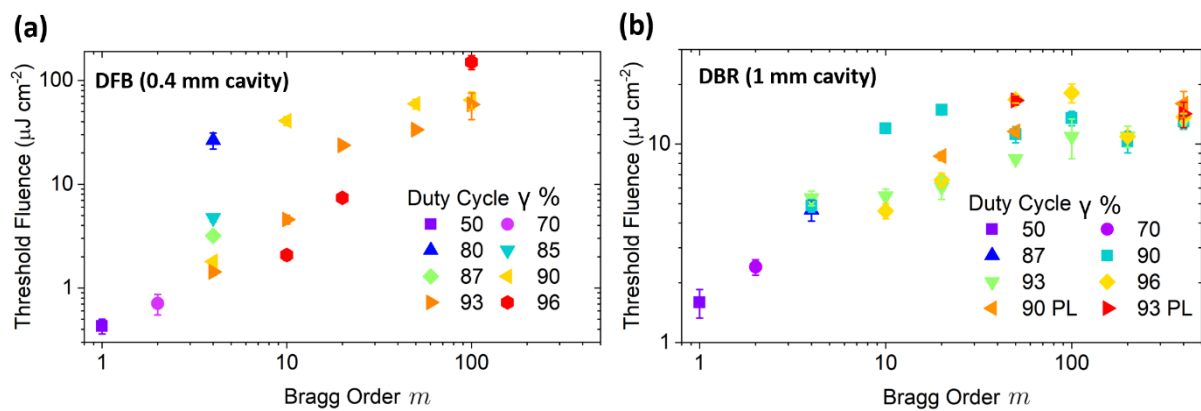 (a)
DFB (0.4 mm cavity)
Threshold Fluence (μJ cm⁻²)
100
10
1
Duty Cycle γ %
50 70
80 85
87 90
93 96
1 10 100
Bragg Order m
(b)
DBR (1 mm cavity)
Threshold Fluence (μJ cm⁻²)
10
1
Duty Cycle γ %
50 70
87 90
93 96
90 PL 93 PL
1 10 100
Bragg Order m